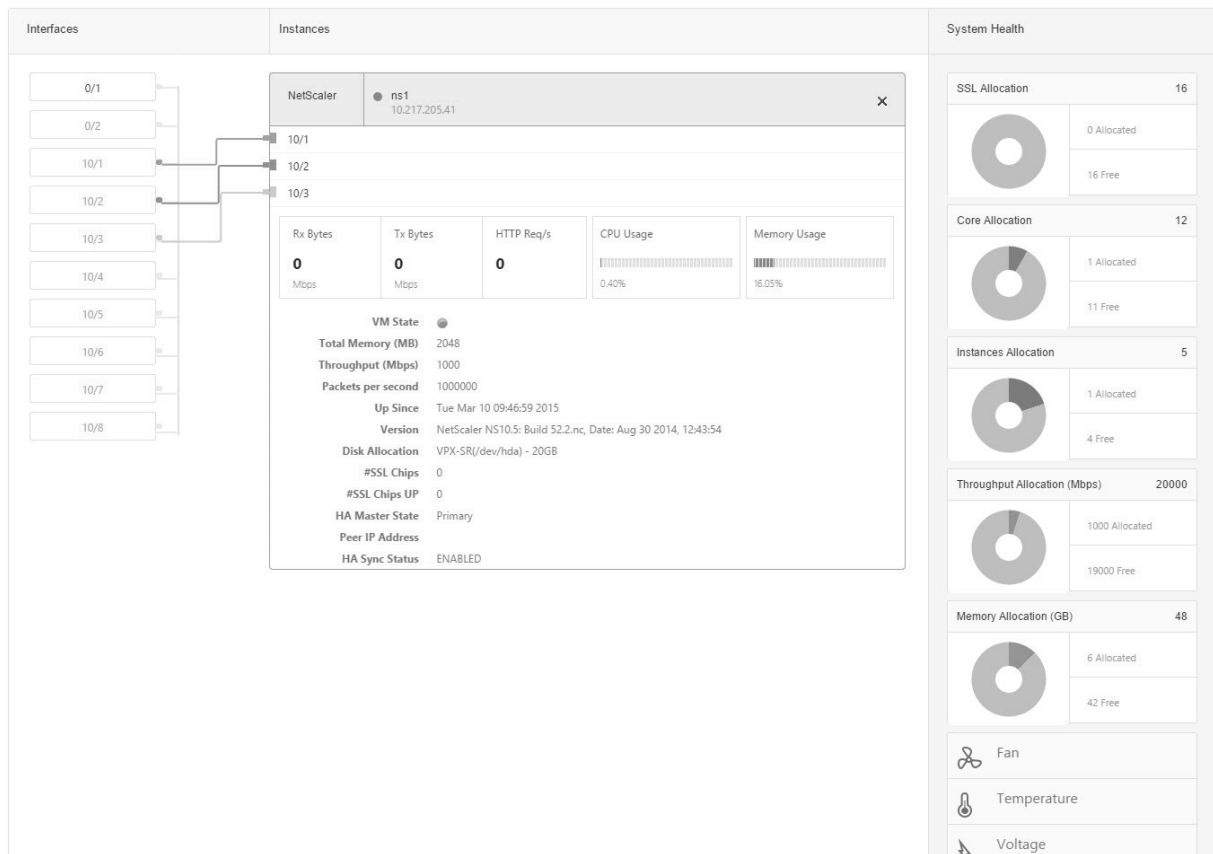 Interfaces
Instances
System Health
0/1
0/2
10/1
10/2
10/3
10/4
10/5
10/6
10/7
10/8
NetScaler
ns1
10.217.205.41
10/1
10/2
10/3
Rx Bytes
0
Mbps
Tx Bytes
0
Mbps
HTTP Req/s
0
CPU Usage
0.40%
Memory Usage
16.05%
VM State
Total Memory (MB) 2048
Throughput (Mbps) 1000
Packets per second 1000000
Up Since Tue Mar 10 09:46:59 2015
Version NetScaler NS10.5: Build 52.2.nc, Date: Aug 30 2014, 12:43:54
Disk Allocation VPX-SR(/dev/hda) - 20GB
#SSL Chips 0
#SSL Chips UP 0
HA Master State Primary
Peer IP Address
HA Sync Status ENABLED
SSL Allocation 16
0 Allocated
16 Free
Core Allocation 12
1 Allocated
11 Free
Instances Allocation 5
1 Allocated
4 Free
Throughput Allocation (Mbps) 20000
1000 Allocated
19000 Free
Memory Allocation (GB) 48
6 Allocated
42 Free
Fan
Temperature
Voltage